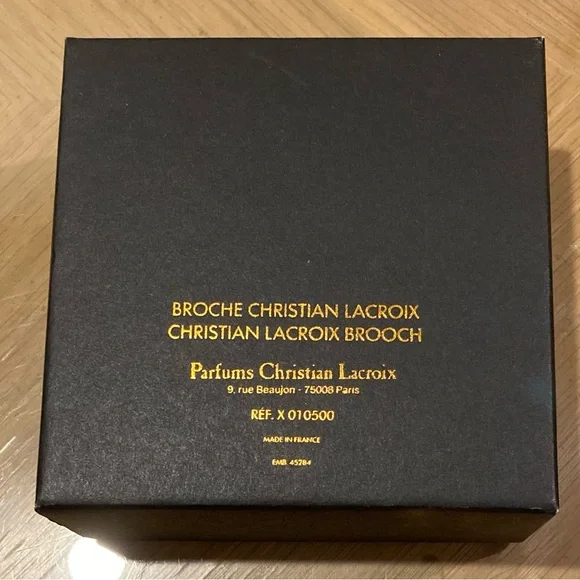 BROCHE CHRISTIAN LACROIX
CHRISTIAN LACROIX BROOCH
Parfums Christian Lacroix
9, rue Beaujon - 75008 Paris
RÉF. X 010500
MADE IN FRANCE
EMB 45284